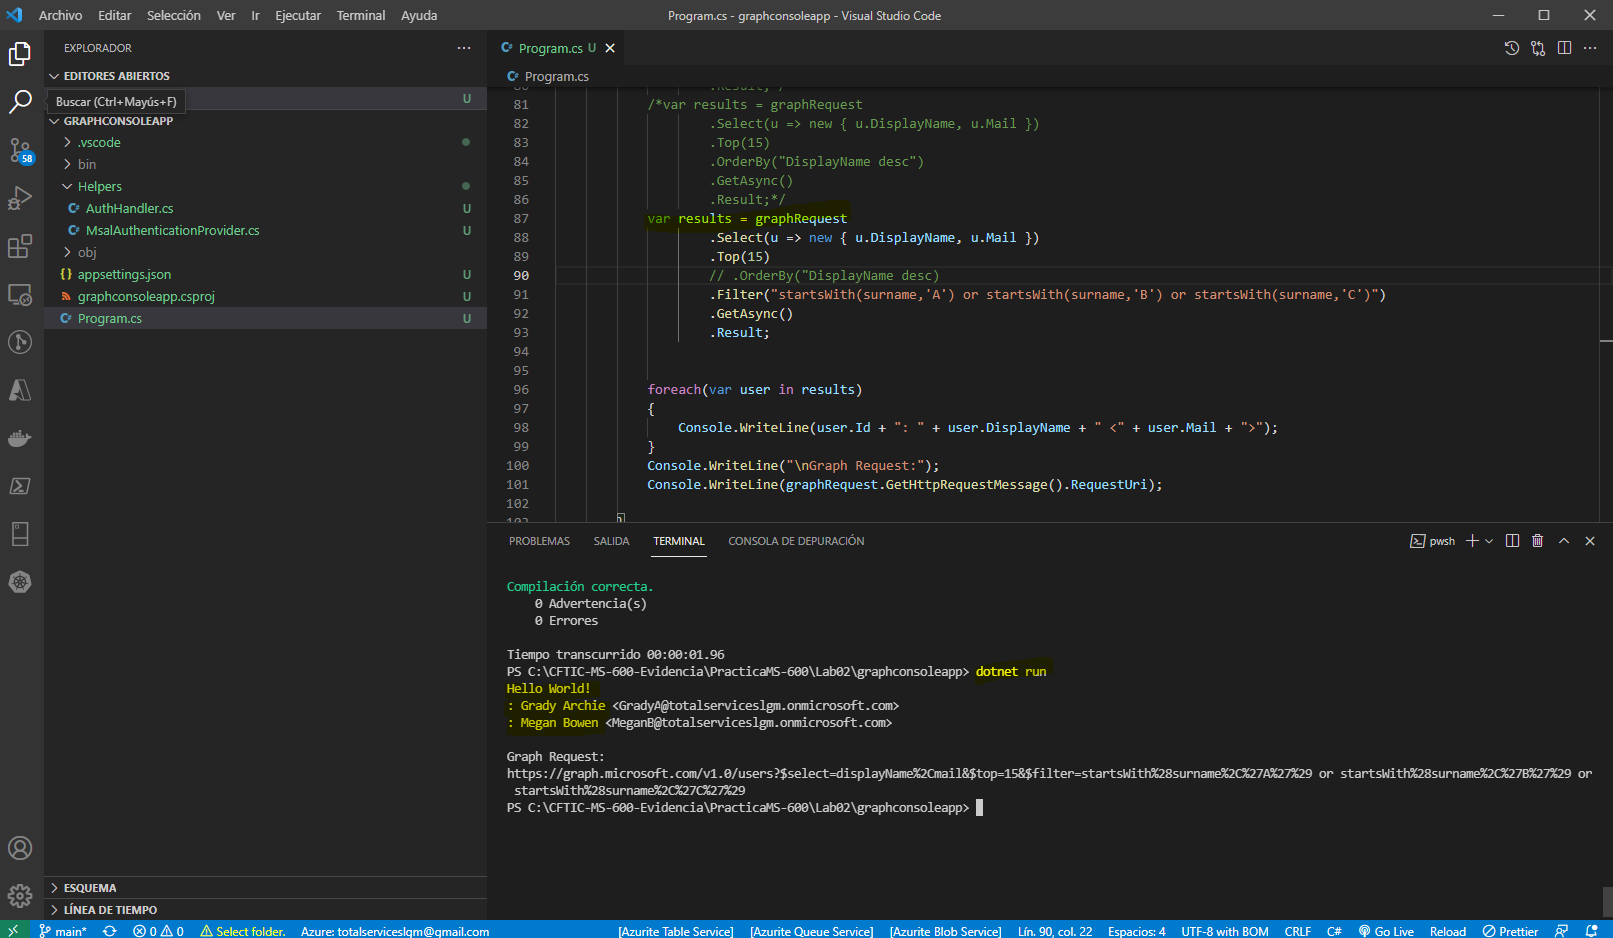 Archivo Editar Selección Ver Ir Ejecutar Terminal Ayuda
Program.cs - graphconsoleapp - Visual Studio Code
EXPLORADOR
EDITORES ABIERTOS
U
Buscar (Ctrl+Mayús+F)
GRAPHCONSOLEAPP
.vscode
bin
Helpers
AuthHandler.cs U
MsalAuthenticationProvider.cs U
obj
{} appsettings.json U
graphconsoleapp.csproj U
C# Program.cs U
ESQUEMA
LÍNEA DE TIEMPO
58
C# Program.cs U
C# Program.cs
81 /*var results = graphRequest
82 .Select(u => new { u.DisplayName, u.Mail })
83 .Top(15)
84 .OrderBy("DisplayName desc")
85 .GetAsync()
86 .Result;*/
87 var results = graphRequest
88 .Select(u => new { u.DisplayName, u.Mail })
89 .Top(15)
90 // .OrderBy("DisplayName desc)
91 .Filter("startsWith(surname,'A') or startsWith(surname,'B') or startsWith(surname,'C')")
92 .GetAsync()
93 .Result;
94
95
96 foreach(var user in results)
97 {
98 Console.WriteLine(user.Id + ": " + user.DisplayName + " <" + user.Mail + ">");
99 }
100 Console.WriteLine("\nGraph Request:");
101 Console.WriteLine(graphRequest.GetHttpRequestMessage().RequestUri);
102
PROBLEMAS SALIDA TERMINAL CONSOLA DE DEPURACIÓN
pwsh
Compilación correcta.
0 Advertencia(s)
0 Errores
Tiempo transcurrido 00:00:01.96
PS C:\CFTIC-MS-600-Evidencia\PracticaMS-600\Lab02\graphconsoleapp> dotnet run
Hello World!
: Grady Archie <GradyA@totalserviceslgm.onmicrosoft.com>
: Megan Bowen <MeganB@totalserviceslgm.onmicrosoft.com>
Graph Request:
https://graph.microsoft.com/v1.0/users?$select=displayName%2Cmail&$top=15&$filter=startsWith%28surname%2C%27A%27%29 or startsWith%28surname%2C%27B%27%29 or
startsWith%28surname%2C%27C%27%29
PS C:\CFTIC-MS-600-Evidencia\PracticaMS-600\Lab02\graphconsoleapp>
main* 0 0 Select folder. Azure: totalserviceslgm@gmail.com [Azurite Table Service] [Azurite Queue Service] [Azurite Blob Service] Lín. 90, col. 22 Espacios: 4 UTF-8 with BOM CRLF C# Go Live Reload Prettier